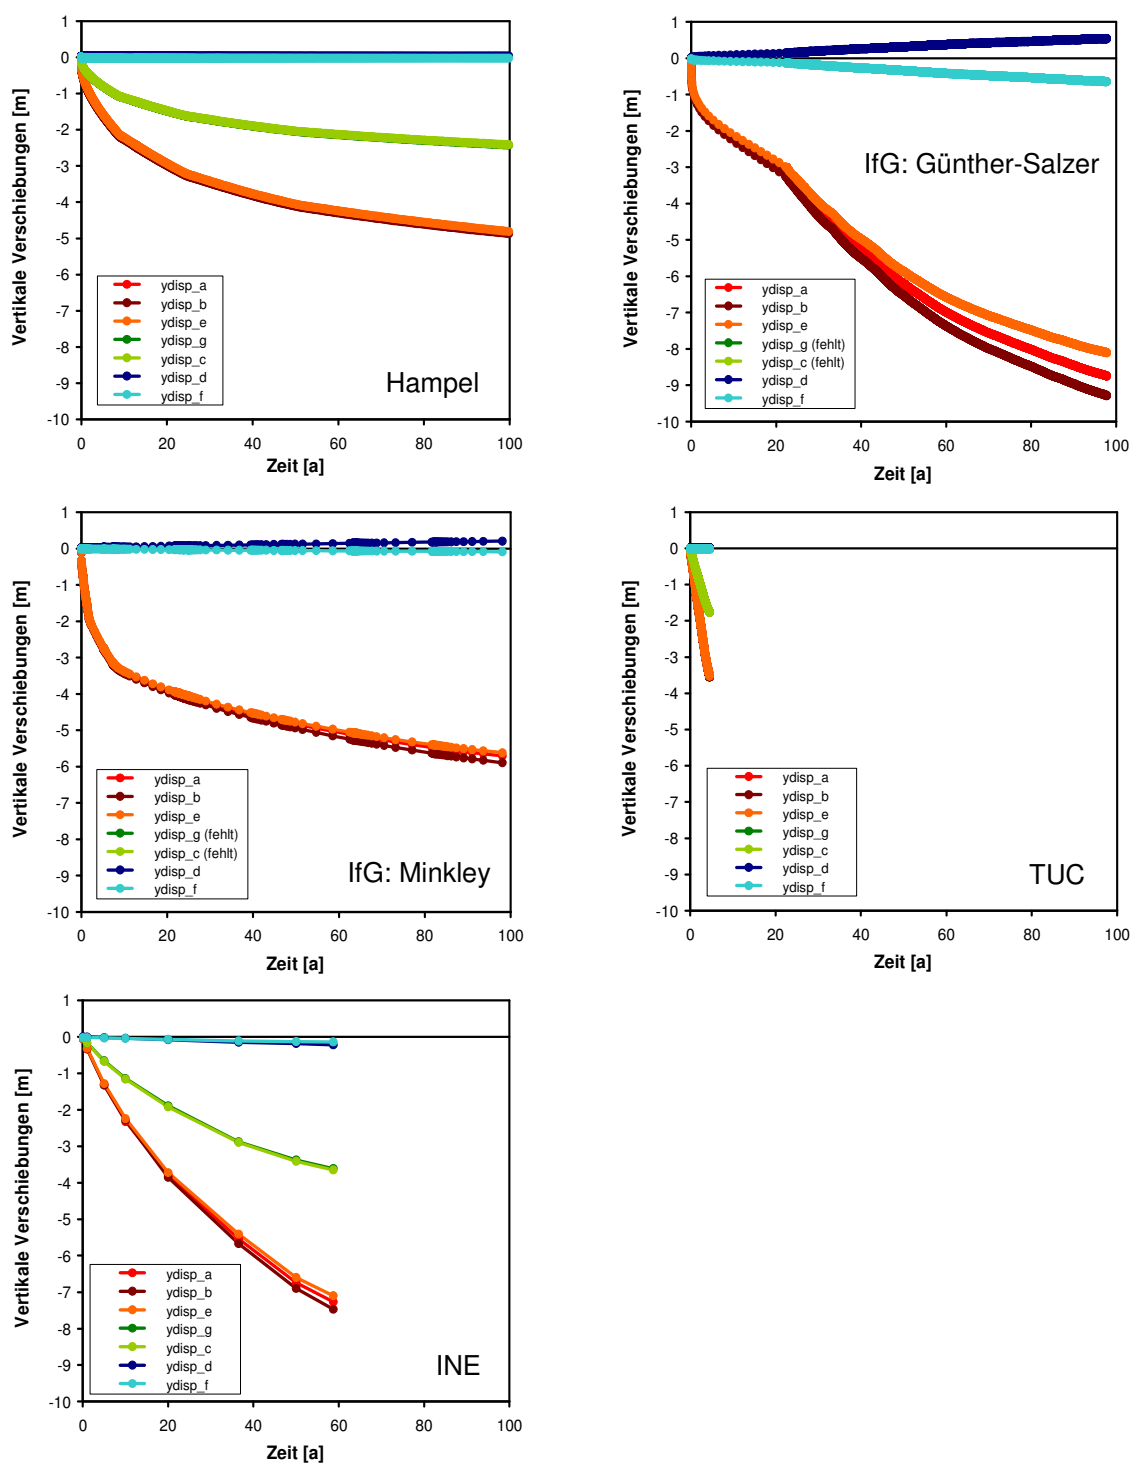 1
0
-1
-2
-3
-4
-5
-6
-7
-8
-9
-10
Vertikale Verschiebungen [m]
ydisp_a
ydisp_b
ydisp_e
ydisp_g
ydisp_c
ydisp_d
ydisp_f
Hampel
0 20 40 60 80 100
Zeit [a]
1
0
-1
-2
-3
-4
-5
-6
-7
-8
-9
-10
Vertikale Verschiebungen [m]
IfG: Günther-Salzer
ydisp_a
ydisp_b
ydisp_e
ydisp_g (fehlt)
ydisp_c (fehlt)
ydisp_d
ydisp_f
0 20 40 60 80 100
Zeit [a]
1
0
-1
-2
-3
-4
-5
-6
-7
-8
-9
-10
Vertikale Verschiebungen [m]
ydisp_a
ydisp_b
ydisp_e
ydisp_g (fehlt)
ydisp_c (fehlt)
ydisp_d
ydisp_f
IfG: Minkley
0 20 40 60 80 100
Zeit [a]
1
0
-1
-2
-3
-4
-5
-6
-7
-8
-9
-10
Vertikale Verschiebungen [m]
ydisp_a
ydisp_b
ydisp_e
ydisp_g
ydisp_c
ydisp_d
ydisp_f
TUC
0 20 40 60 80 100
Zeit [a]
1
0
-1
-2
-3
-4
-5
-6
-7
-8
-9
-10
Vertikale Verschiebungen [m]
ydisp_a
ydisp_b
ydisp_e
ydisp_g
ydisp_c
ydisp_d
ydisp_f
INE
0 20 40 60 80 100
Zeit [a]